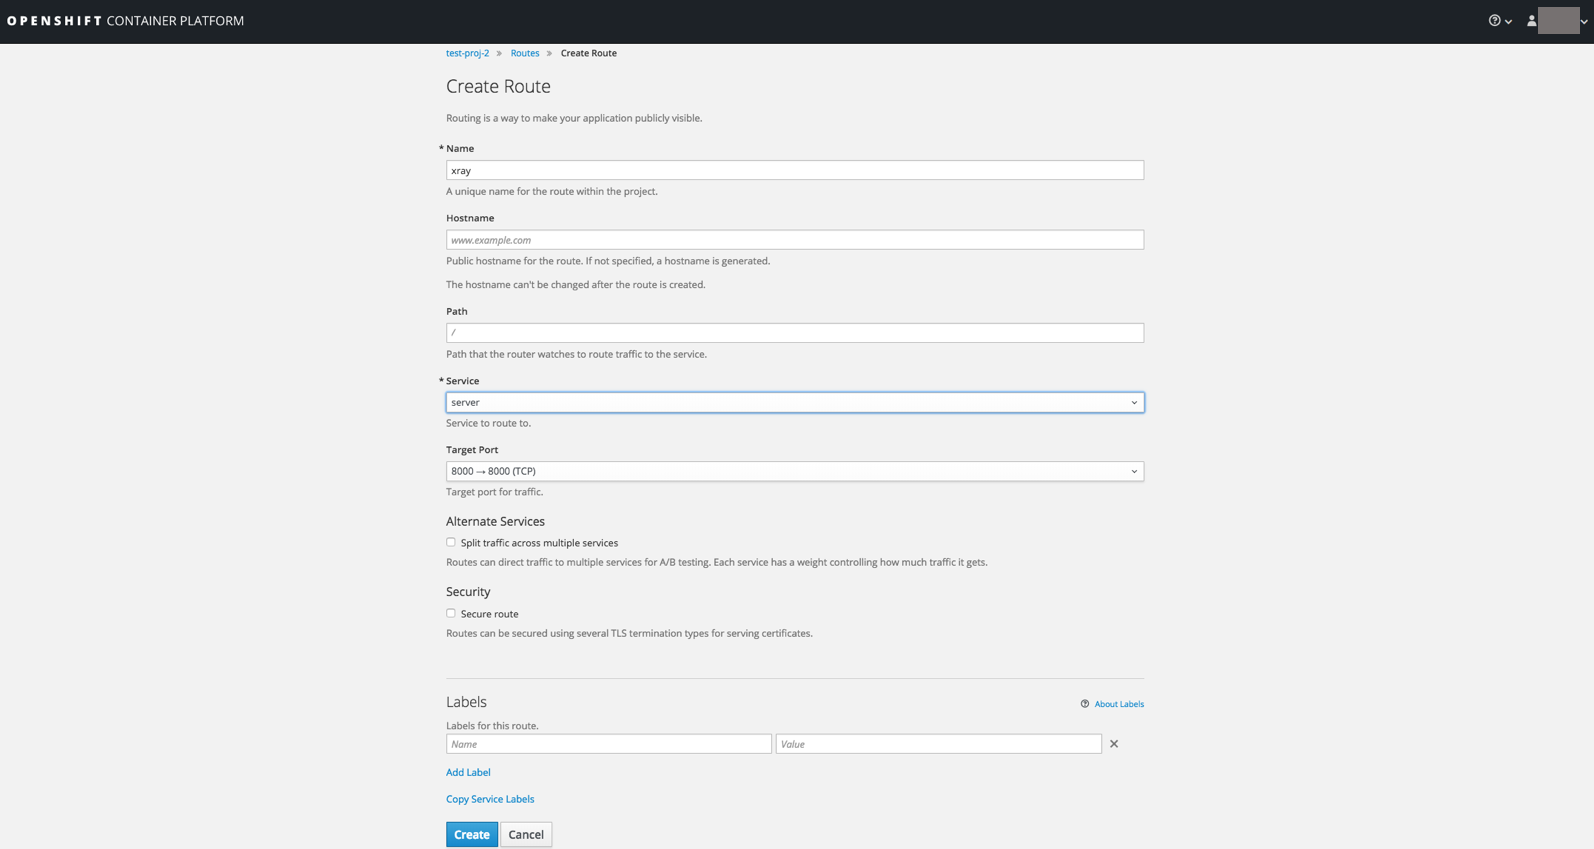 OPENSHIFT CONTAINER PLATFORM
test-proj-2 » Routes » Create Route
Create Route
Routing is a way to make your application publicly visible.
* Name
xray
A unique name for the route within the project.
Hostname
www.example.com
Public hostname for the route. If not specified, a hostname is generated.
The hostname can't be changed after the route is created.
Path
/
Path that the router watches to route traffic to the service.
* Service
server
Service to route to.
Target Port
8000 → 8000 (TCP)
Target port for traffic.
Alternate Services
Split traffic across multiple services
Routes can direct traffic to multiple services for A/B testing. Each service has a weight controlling how much traffic it gets.
Security
Secure route
Routes can be secured using several TLS termination types for serving certificates.
Labels
About Labels
Labels for this route.
Name Value
Add Label
Copy Service Labels
Create Cancel